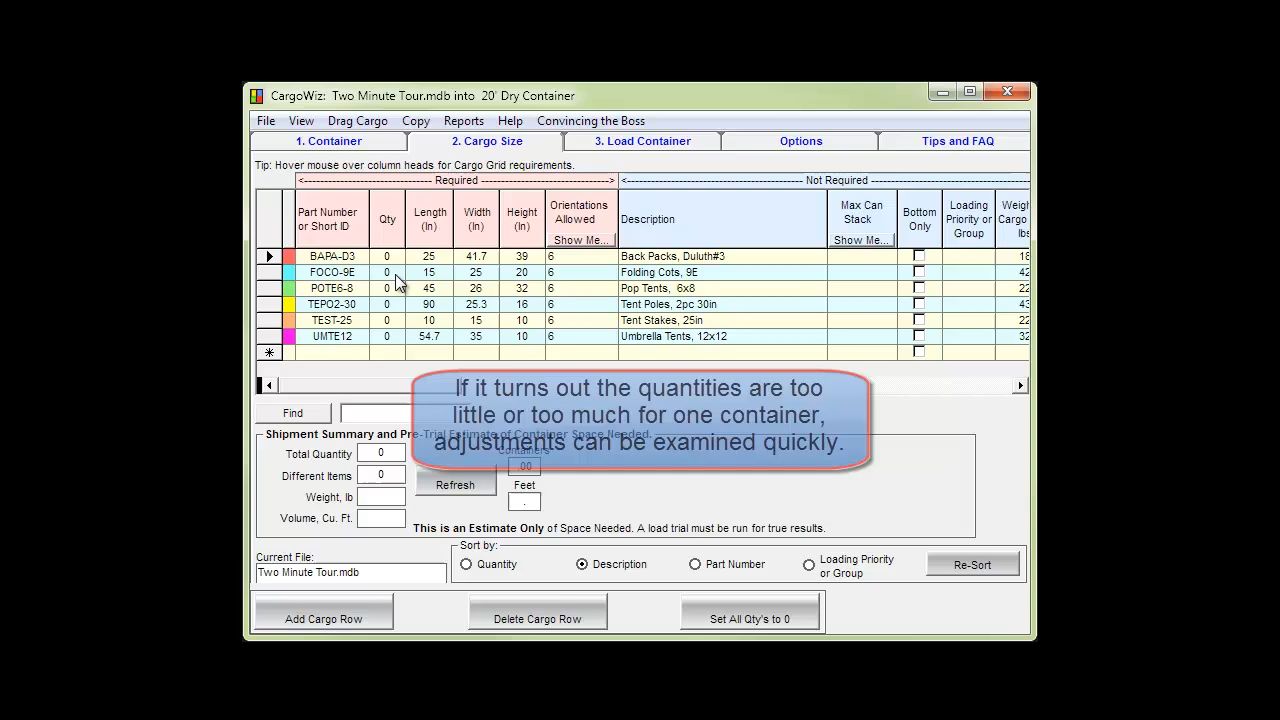 CargoWiz: Two Minute Tour.mdb into 20' Dry Container
File View Drag Cargo Copy Reports Help Convincing the Boss
1. Container 2. Cargo Size 3. Load Container Options Tips and FAQ
Tip: Hover mouse over column heads for Cargo Grid requirements.
<---------------------- Required ----------------------> <---------------------- Not Required ----------------------
Part Number or Short ID Qty Length (In) Width (In) Height (In) Orientations Allowed Show Me... Description Max Can Stack Show Me... Bottom Only Loading Priority or Group Cargo lbs
BAPA-D3 0 25 41.7 39 6 Back Packs, Duluth#3 18
FOCO-9E 0 15 25 20 6 Folding Cots, 9E 42
POTE6-8 0 45 26 32 6 Pop Tents, 6x8 22
TEPO2-30 0 90 25.3 16 6 Tent Poles, 2pc 30in 43
TEST-25 0 10 15 10 6 Tent Stakes, 25in 22
UMTE12 0 54.7 35 10 6 Umbrella Tents, 12x12 32
If it turns out the quantities are too
little or too much for one container,
adjustments can be examined quickly.
Find
Shipment Summary and Pre-Trial Estimate of Container Space Needed.
Total Quantity 0
Containers
.00
Different Items 0
Refresh
Feet
.
Weight, lb
Volume, Cu. Ft.
This is an Estimate Only of Space Needed. A load trial must be run for true results.
Current File:
Two Minute Tour.mdb
Sort by:
Quantity Description Part Number Loading Priority or Group Re-Sort
Add Cargo Row Delete Cargo Row Set All Qty's to 0